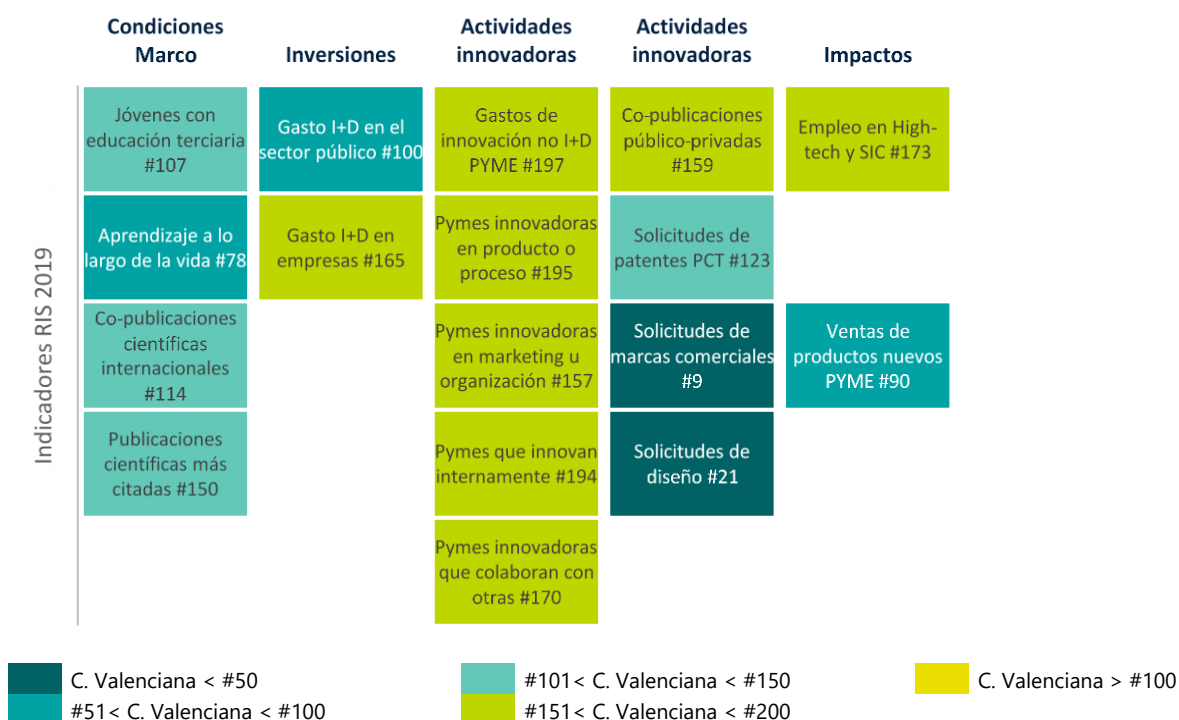 Condiciones
Marco
Inversiones
Actividades
innovadoras
Actividades
innovadoras
Impactos
Indicadores RIS 2019
Jóvenes con
educación terciaria
#107
Gasto I+D en el
sector público #100
Gastos de
innovación no I+D
PYME #197
Co-publicaciones
público-privadas
#159
Empleo en High-
tech y SIC #173
Aprendizaje a lo
largo de la vida #78
Gasto I+D en
empresas #165
Pymes innovadoras
en producto o
proceso #195
Solicitudes de
patentes PCT #123
Co-publicaciones
científicas
internacionales
#114
Pymes innovadoras
en marketing u
organización #157
Solicitudes de
marcas comerciales
#9
Ventas de
productos nuevos
PYME #90
Publicaciones
científicas más
citadas #150
Pymes que innovan
internamente #194
Solicitudes de
diseño #21
Pymes innovadoras
que colaboran con
otras #170
C. Valenciana < #50
#51< C. Valenciana < #100
#101< C. Valenciana < #150
#151< C. Valenciana < #200
C. Valenciana > #100